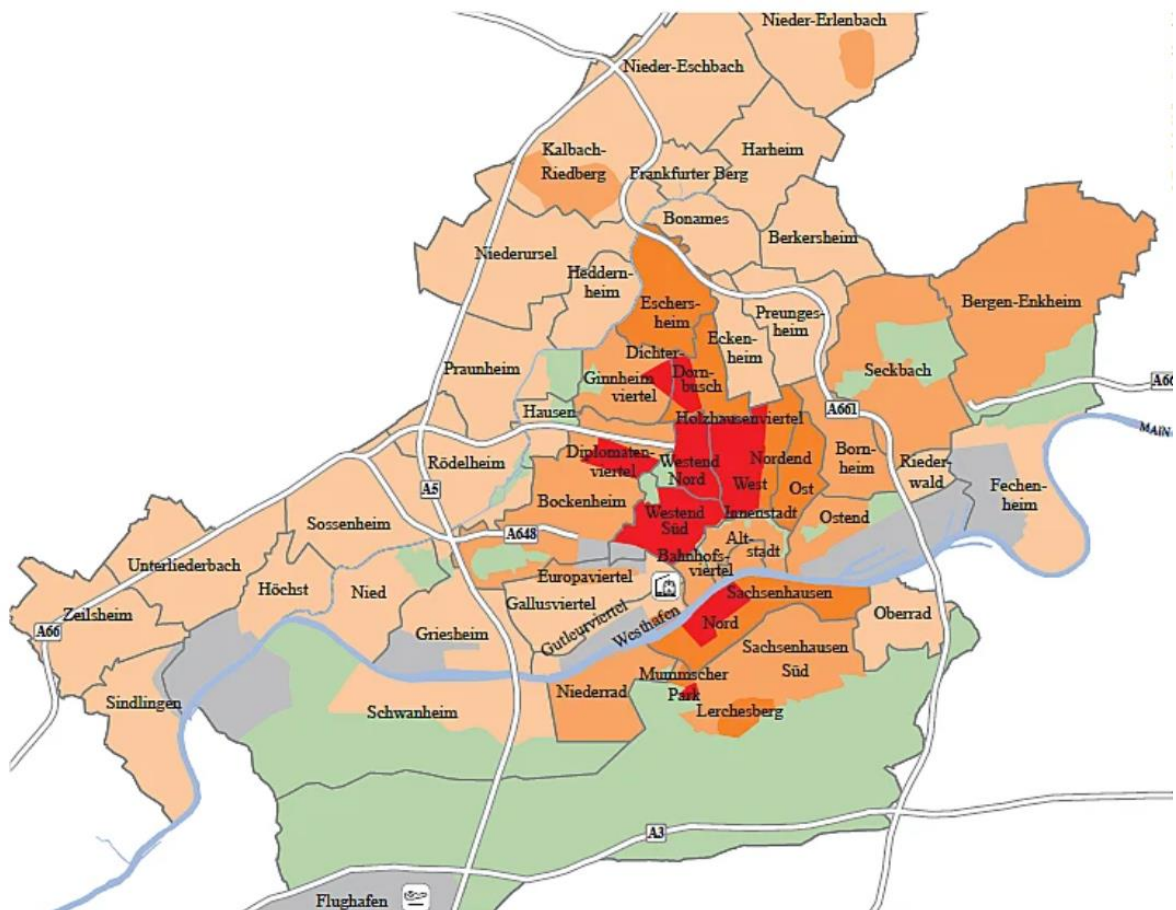 Nieder-Erlenbach
Nieder-Eschbach
Kalbach-
Riedberg
Harheim
Frankfurter Berg
Bonames
Berkersheim
Niederursel
Heddern-
heim
Eschers-
heim
Preunges-
heim
Ecken-
heim
Bergen-Enkheim
Praunheim
Dichter-
viertel
Ginnheim
Dorn-
busch
Seckbach
Hausen
Holzhausenviertel
A661
A66
MAIN
Rödelheim
Diplomaten-
viertel
Westend
Nord
Nordend
West
Ost
Born-
heim
Rieder-
wald
Fechen-
heim
A5
Bockenheim
Westend
Süd
Innenstadt
Ostend
Sossenheim
A648
Alt-
stadt
Bahnhofs-
viertel
Unterliederbach
Höchst
Nied
Europaviertel
Gallusviertel
Gutleurviertel
Westhafen
Sachsenhausen
Nord
Oberrad
Zeilsheim
A66
Griesheim
Sachsenhausen
Süd
Mummscher
Park
Niederrad
Lerchesberg
Sindlingen
Schwanheim
A3
Flughafen